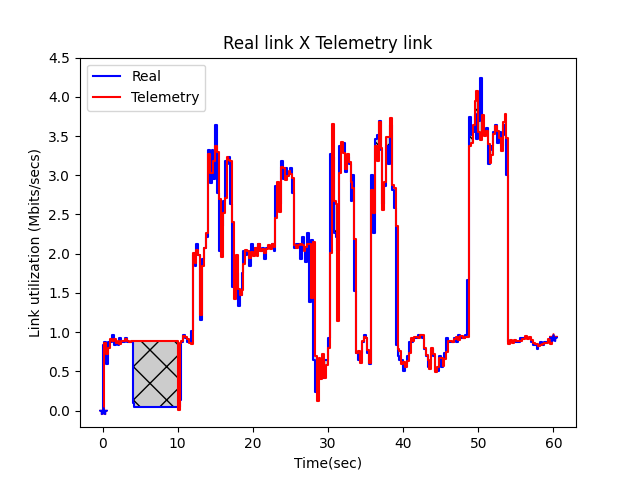 Real link X Telemetry link
Real
Telemetry
Link utilization (Mbits/secs)
4.5
4.0
3.5
3.0
2.5
2.0
1.5
1.0
0.5
0.0
0 10 20 30 40 50 60
Time(sec)